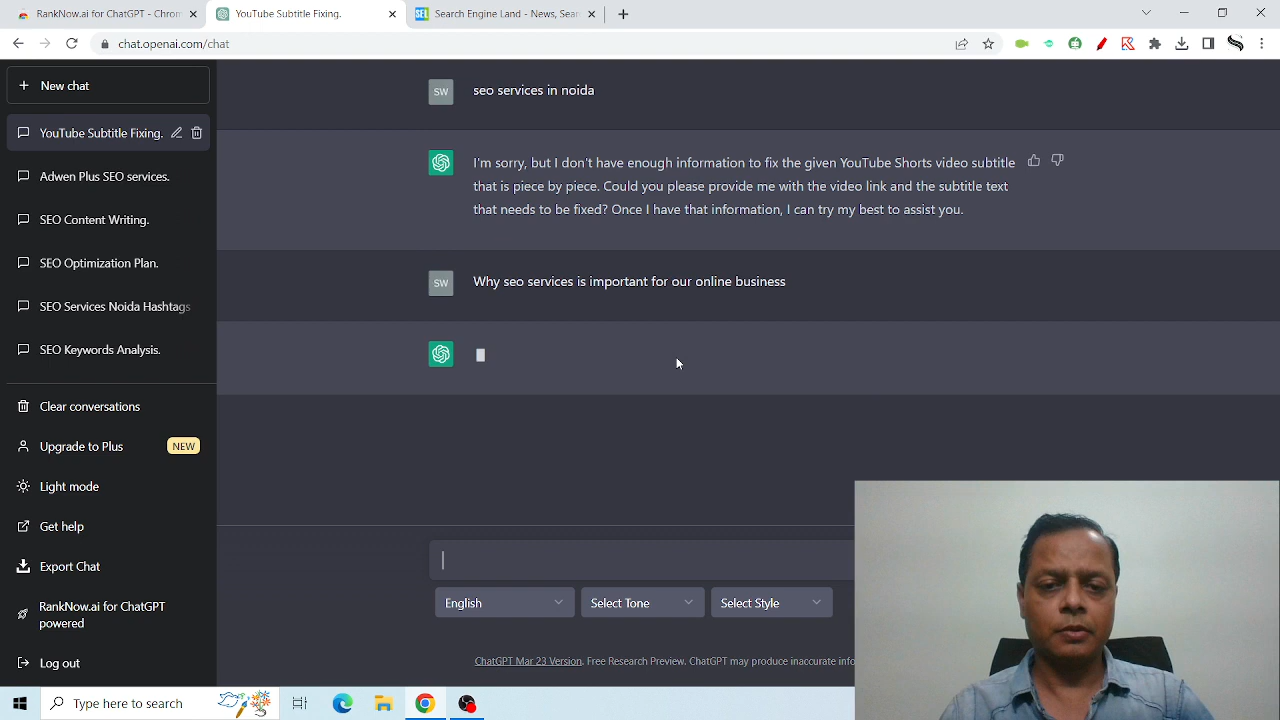 RankNow.ai for ChatGPT - Chrom
YouTube Subtitle Fixing.
SEL Search Engine Land - News, Sear
chat.openai.com/chat
New chat
YouTube Subtitle Fixing.
Adwen Plus SEO services.
SEO Content Writing.
SEO Optimization Plan.
SEO Services Noida Hashtags
SEO Keywords Analysis.
Clear conversations
Upgrade to Plus NEW
Light mode
Get help
Export Chat
RankNow.ai for ChatGPT
powered
Log out
SW seo services in noida
I'm sorry, but I don't have enough information to fix the given YouTube Shorts video subtitle
that is piece by piece. Could you please provide me with the video link and the subtitle text
that needs to be fixed? Once I have that information, I can try my best to assist you.
SW Why seo services is important for our online business
English Select Tone Select Style
ChatGPT Mar 23 Version. Free Research Preview. ChatGPT may produce inaccurate info
Type here to search